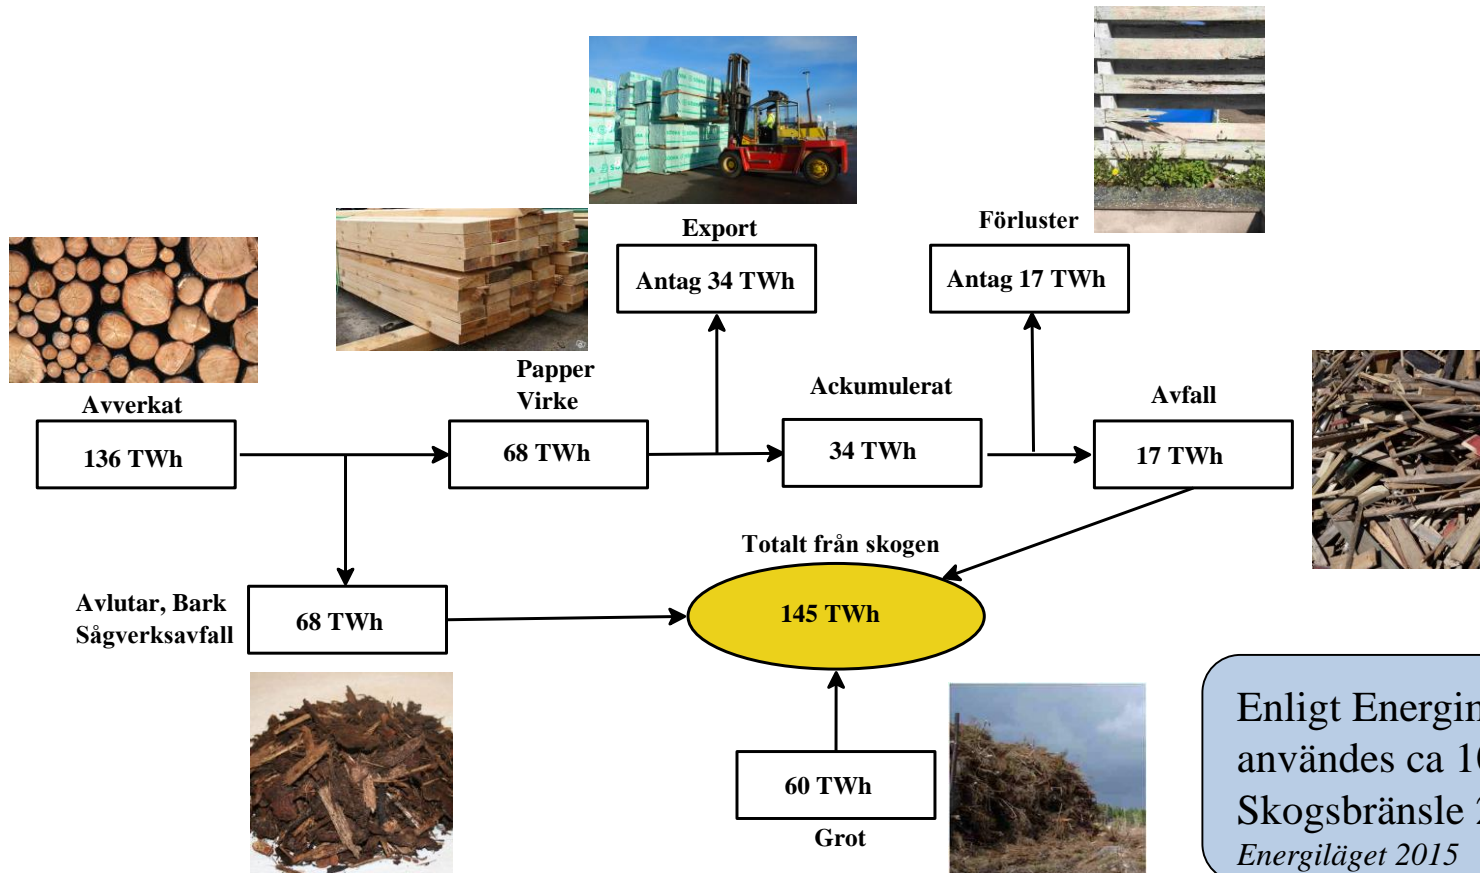 Export
Antag 34 TWh
Förluster
Antag 17 TWh
Avverkat
136 TWh
Papper
Virke
68 TWh
Ackumulerat
34 TWh
Avfall
17 TWh
Avlutar, Bark
Sågverksavfall
68 TWh
Totalt från skogen
145 TWh
60 TWh
Grot
Enligt
användes ca
Skogsbränsle
Energiläget 2015